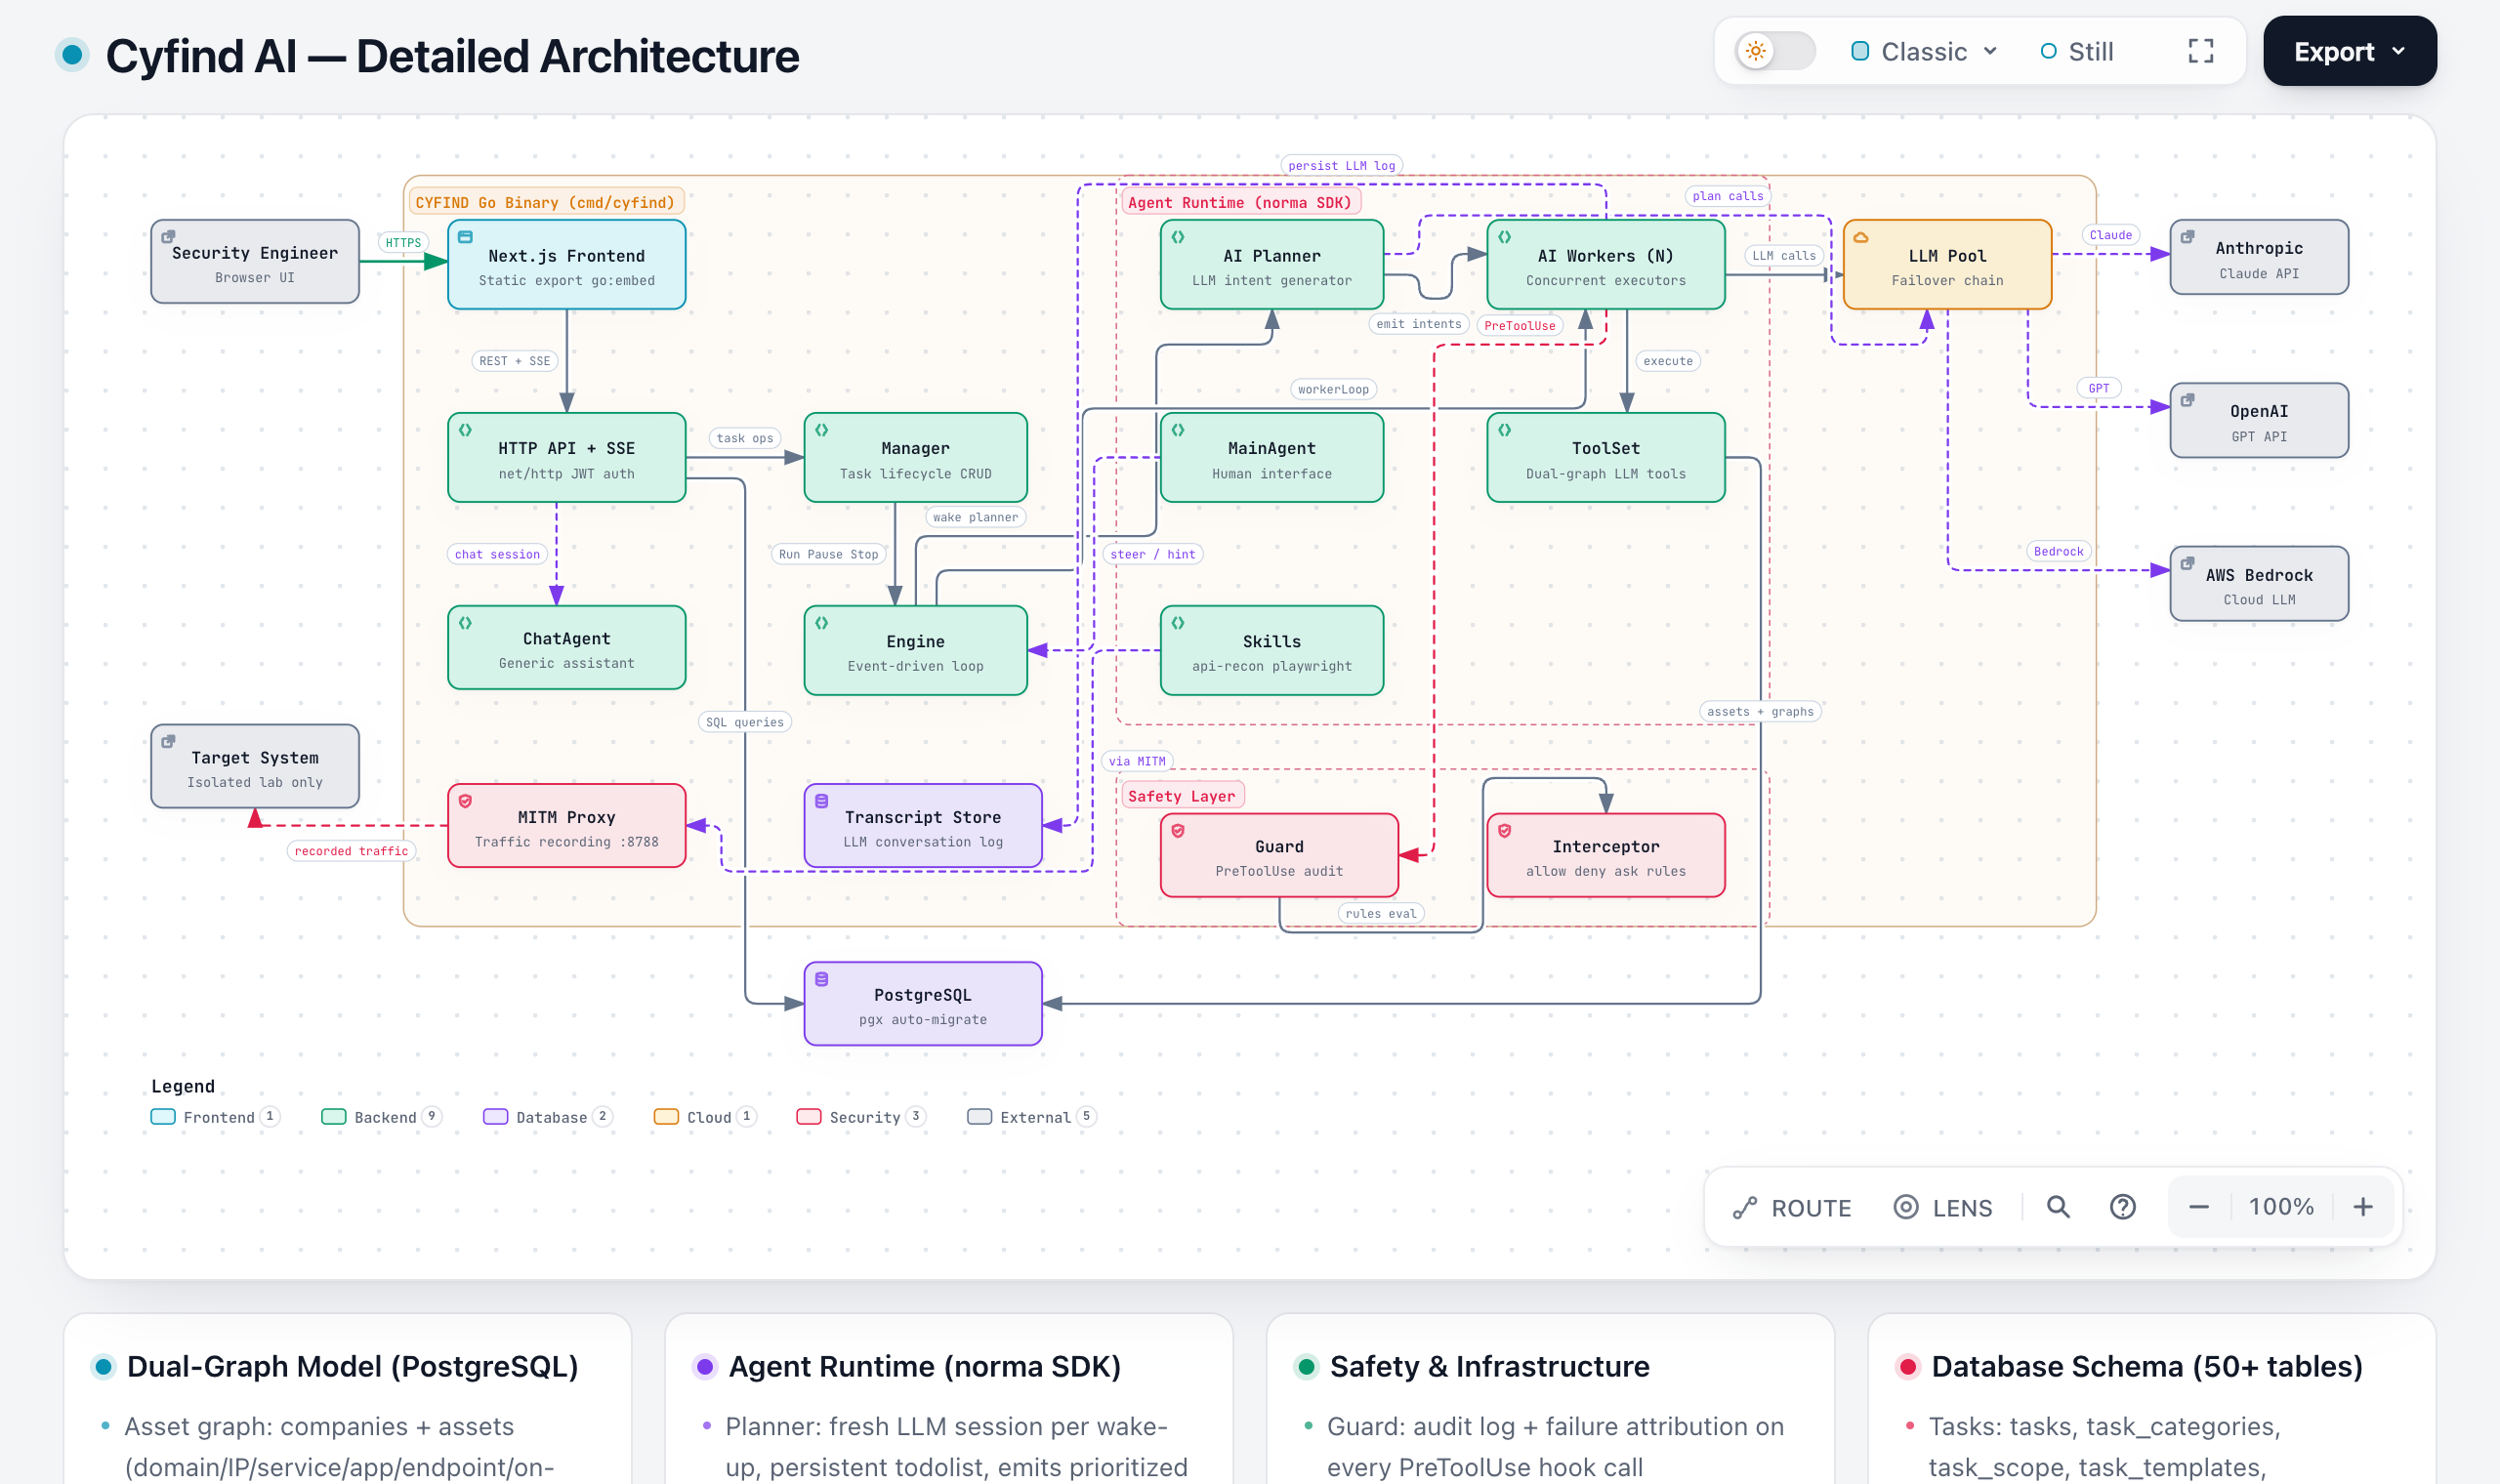 Cyfind AI — Detailed Architecture
Classic
Still
Export
persist LLM log
plan calls
CYFIND Go Binary (cmd/cyfind)
Agent Runtime (norma SDK)
Security Engineer
Browser UI
HTTPS
Next.js Frontend
Static export go:embed
AI Planner
LLM intent generator
AI Workers (N)
Concurrent executors
LLM calls
LLM Pool
Failover chain
Claude
Anthropic
Claude API
emit intents
PreToolUse
REST + SSE
execute
workerLoop
GPT
OpenAI
GPT API
HTTP API + SSE
net/http JWT auth
task ops
Manager
Task lifecycle CRUD
MainAgent
Human interface
ToolSet
Dual-graph LLM tools
wake planner
chat session
Run Pause Stop
steer / hint
Bedrock
AWS Bedrock
Cloud LLM
ChatAgent
Generic assistant
Engine
Event-driven loop
Skills
api-recon playwright
SQL queries
assets + graphs
Target System
Isolated lab only
via MITM
Safety Layer
MITM Proxy
Traffic recording :8788
recorded traffic
Transcript Store
LLM conversation log
Guard
PreToolUse audit
Interceptor
allow deny ask rules
rules eval
PostgreSQL
pgx auto-migrate
Legend
Frontend 1
Backend 9
Database 2
Cloud 1
Security 3
External 5
ROUTE
LENS
100%
Dual-Graph Model (PostgreSQL)
• Asset graph: companies + assets
(domain/IP/service/app/endpoint/on-
Agent Runtime (norma SDK)
• Planner: fresh LLM session per wake-
up, persistent todolist, emits prioritized
Safety & Infrastructure
• Guard: audit log + failure attribution on
every PreToolUse hook call
Database Schema (50+ tables)
• Tasks: tasks, task_categories,
task_scope, task_templates,